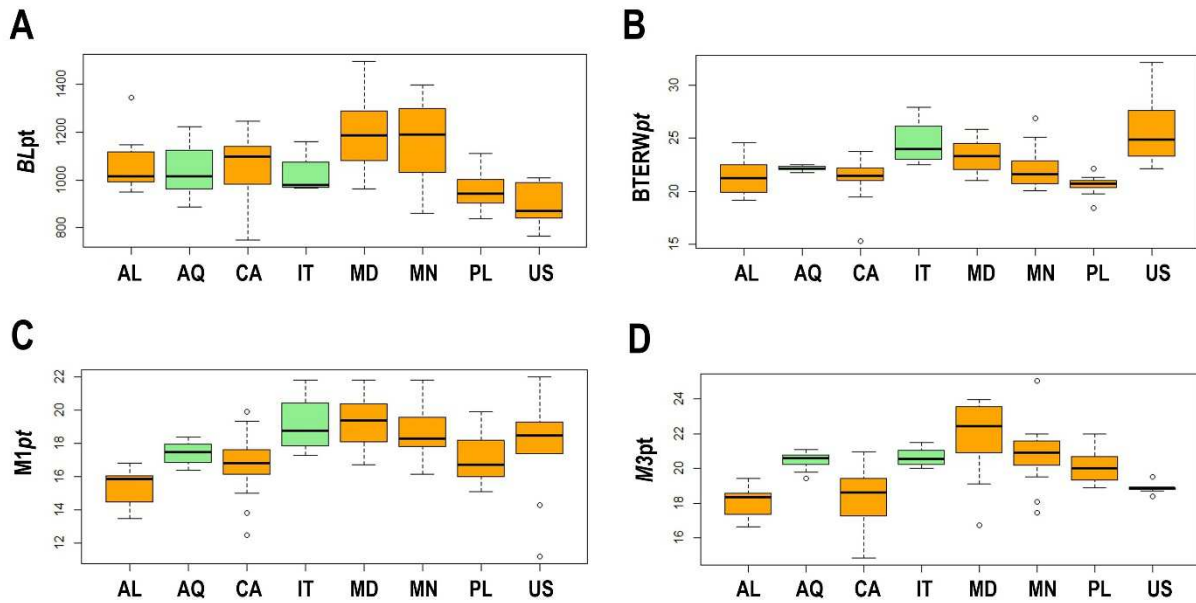 A
BLpt
1400
1200
1000
800
AL AQ CA IT MD MN PL US
B
BTERWpt
30
25
20
15
AL AQ CA IT MD MN PL US
C
M1pt
22
20
18
16
14
12
AL AQ CA IT MD MN PL US
D
M3pt
24
22
20
18
16
AL AQ CA IT MD MN PL US